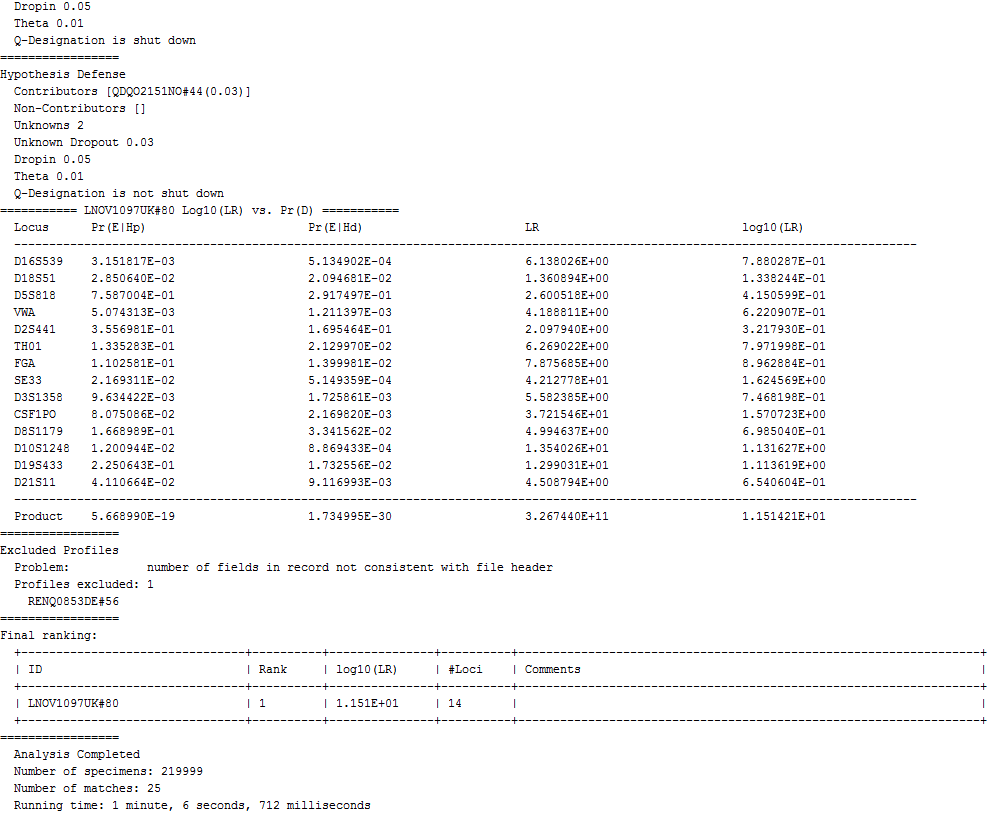 Dropin 0.05
Theta 0.01
Q-Designation is shut down
=================
Hypothesis Defense
Contributors [QDQO2151NO#44(0.03)]
Non-Contributors []
Unknowns 2
Unknown Dropout 0.03
Dropin 0.05
Theta 0.01
Q-Designation is not shut down
=========== LNOV1097UK#80 Log10(LR) vs. Pr(D) ===========
Locus Pr(E|Hp) Pr(E|Hd) LR log10(LR)
D16S539 3.151817E-03 5.134902E-04 6.138026E+00 7.880287E-01
D18S51 2.850640E-02 2.094681E-02 1.360894E+00 1.338244E-01
D5S818 7.587004E-01 2.917497E-01 2.600518E+00 4.150599E-01
VWA 5.074313E-03 1.211397E-03 4.188811E+00 6.220907E-01
D2S441 3.556981E-01 1.695464E-01 2.097940E+00 3.217930E-01
TH01 1.335283E-01 2.129970E-02 6.269022E+00 7.971998E-01
FGA 1.102581E-01 1.399981E-02 7.875685E+00 8.962884E-01
SE33 2.169311E-02 5.149359E-04 4.212778E+01 1.624569E+00
D3S1358 9.634422E-03 1.725861E-03 5.582385E+00 7.468198E-01
CSF1PO 8.075086E-02 2.169820E-03 3.721546E+01 1.570723E+00
D8S1179 1.668989E-01 3.341562E-02 4.994637E+00 6.985040E-01
D10S1248 1.200944E-02 8.869433E-04 1.354026E+01 1.131627E+00
D19S433 2.250643E-01 1.732556E-02 1.299031E+01 1.113619E+00
D21S11 4.110664E-02 9.116993E-03 4.508794E+00 6.540604E-01
Product 5.668990E-19 1.734995E-30 3.267440E+11 1.151421E+01
=================
Excluded Profiles
Problem: number of fields in record not consistent with file header
Profiles excluded: 1
RENQ0853DE#56
=================
Final ranking:
| ID | Rank | log10(LR) | #Loci | Comments |
| LNOV1097UK#80 | 1 | 1.151E+01 | 14 | |
=================
Analysis Completed
Number of specimens: 219999
Number of matches: 25
Running time: 1 minute, 6 seconds, 712 milliseconds